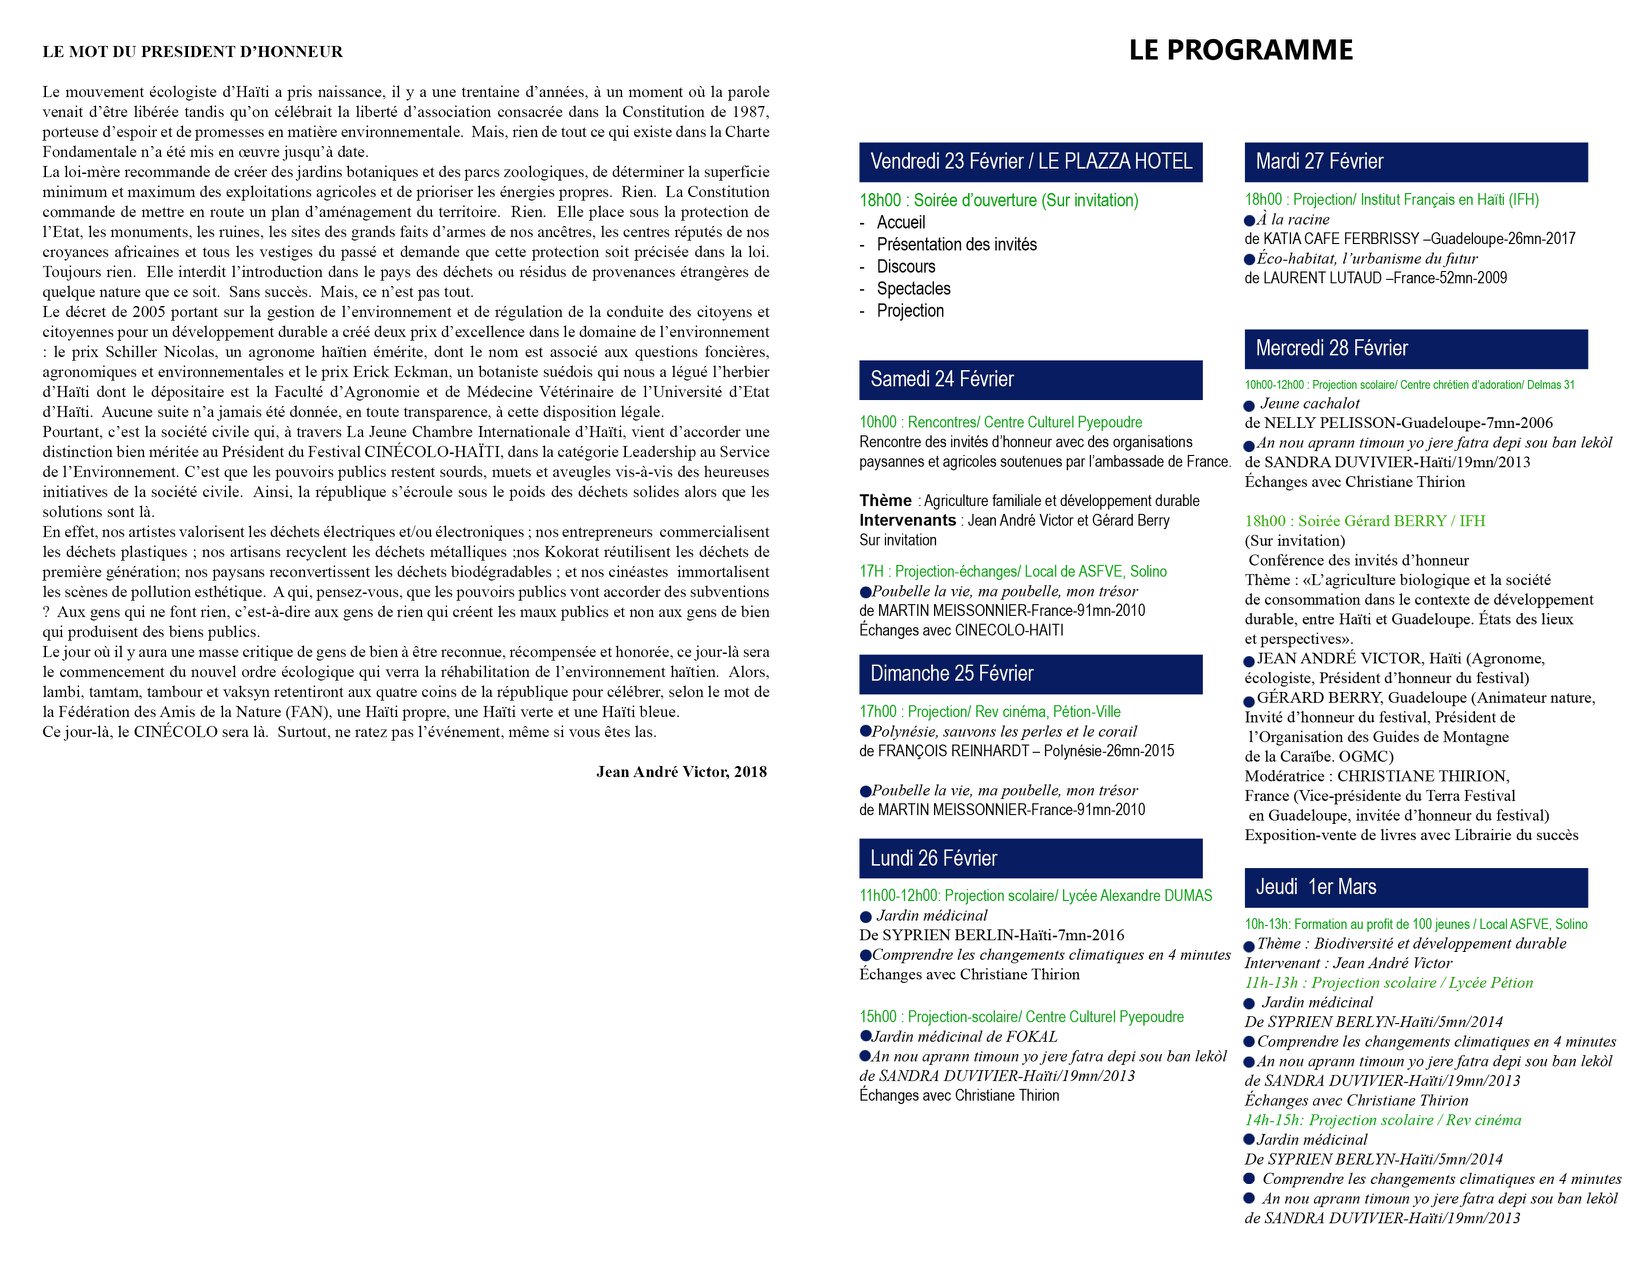 LE MOT DU PRESIDENT D’HONNEUR
Le mouvement écologiste d’Haïti a pris naissance, il y a une trentaine d’années, à un moment où la parole
venait d’être libérée tandis qu’on célébrait la liberté d’association consacrée dans la Constitution de 1987,
porteuse d’espoir et de promesses en matière environnementale.  Mais, rien de tout ce qui existe dans la Charte
Fondamentale n’a été mis en œuvre jusqu’à date.
La loi-mère recommande de créer des jardins botaniques et des parcs zoologiques, de déterminer la superficie
minimum et maximum des exploitations agricoles et de prioriser les énergies propres.  Rien.  La Constitution
commande de mettre en route un plan d’aménagement du territoire.  Rien.  Elle place sous la protection de
l’Etat, les monuments, les ruines, les sites des grands faits d’armes de nos ancêtres, les centres réputés de nos
croyances africaines et tous les vestiges du passé et demande que cette protection soit précisée dans la loi.
Toujours rien.  Elle interdit l’introduction dans le pays des déchets ou résidus de provenances étrangères de
quelque nature que ce soit.  Sans succès.  Mais, ce n’est pas tout.
Le décret de 2005 portant sur la gestion de l’environnement et de régulation de la conduite des citoyens et
citoyennes pour un développement durable a créé deux prix d’excellence dans le domaine de l’environnement
: le prix Schiller Nicolas, un agronome haïtien émérite, dont le nom est associé aux questions foncières,
agronomiques et environnementales et le prix Erick Eckman, un botaniste suédois qui nous a légué l’herbier
d’Haïti dont le dépositaire est la Faculté d’Agronomie et de Médecine Vétérinaire de l’Université d’Etat
d’Haïti.  Aucune suite n’a jamais été donnée, en toute transparence, à cette disposition légale.
Pourtant, c’est la société civile qui, à travers La Jeune Chambre Internationale d’Haïti, vient d’accorder une
distinction bien méritée au Président du Festival CINÉCOLO-HAÏTI, dans la catégorie Leadership au Service
de l’Environnement. C’est que les pouvoirs publics restent sourds, muets et aveugles vis-à-vis des heureuses
initiatives de la société civile.  Ainsi, la république s’écroule sous le poids des déchets solides alors que les
solutions sont là.
En effet, nos artistes valorisent les déchets électriques et/ou électroniques ; nos entrepreneurs  commercialisent
les déchets plastiques ; nos artisans recyclent les déchets métalliques ;nos Kokorat réutilisent les déchets de
première génération; nos paysans reconvertissent les déchets biodégradables ; et nos cinéastes  immortalisent
les scènes de pollution esthétique.  A qui, pensez-vous, que les pouvoirs publics vont accorder des subventions
?  Aux gens qui ne font rien, c’est-à-dire aux gens de rien qui créent les maux publics et non aux gens de bien
qui produisent des biens publics.
Le jour où il y aura une masse critique de gens de bien à être reconnue, récompensée et honorée, ce jour-là sera
le commencement du nouvel ordre écologique qui verra la réhabilitation de l’environnement haïtien.  Alors,
lambi, tamtam, tambour et vaksyn retentiront aux quatre coins de la république pour célébrer, selon le mot de
la Fédération des Amis de la Nature (FAN), une Haïti propre, une Haïti verte et une Haïti bleue.
Ce jour-là, le CINÉCOLO sera là.  Surtout, ne ratez pas l’événement, même si vous êtes las.
Jean André Victor, 2018
LE PROGRAMME
Vendredi 23 Février / LE PLAZZA HOTEL
18h00 : Soirée d’ouverture (Sur invitation)
- Accueil
- Présentation des invités
- Discours
- Spectacles
- Projection
Samedi 24 Février
10h00 : Rencontres/ Centre Culturel Pyepoudre
Rencontre des invités d’honneur avec des organisations
paysannes et agricoles soutenues par l’ambassade de France.
Thème : Agriculture familiale et développement durable
Intervenants : Jean André Victor et Gérard Berry
Sur invitation
17H : Projection-échanges/ Local de ASFVE, Solino
●Poubelle la vie, ma poubelle, mon trésor
de MARTIN MEISSONNIER-France-91mn-2010
Échanges avec CINECOLO-HAITI
Dimanche 25 Février
17h00 : Projection/ Rev cinéma, Pétion-Ville
●Polynésie, sauvons les perles et le corail
de FRANÇOIS REINHARDT – Polynésie-26mn-2015
●Poubelle la vie, ma poubelle, mon trésor
de MARTIN MEISSONNIER-France-91mn-2010
Lundi 26 Février
11h00-12h00: Projection scolaire/ Lycée Alexandre DUMAS
● Jardin médicinal
De SYPRIEN BERLIN-Haïti-7mn-2016
●Comprendre les changements climatiques en 4 minutes
Échanges avec Christiane Thirion
15h00 : Projection-scolaire/ Centre Culturel Pyepoudre
●Jardin médicinal de FOKAL
●An nou aprann timoun yo jere fatra depi sou ban lekòl
de SANDRA DUVIVIER-Haïti/19mn/2013
Échanges avec Christiane Thirion
Mardi 27 Février
18h00 : Projection/ Institut Français en Haïti (IFH)
●À la racine
de KATIA CAFE FERBRISSY –Guadeloupe-26mn-2017
●Éco-habitat, l’urbanisme du futur
de LAURENT LUTAUD –France-52mn-2009
Mercredi 28 Février
10h00-12h00 : Projection scolaire/ Centre chrétien d’adoration/ Delmas 31
● Jeune cachalot
de NELLY PELISSON-Guadeloupe-7mn-2006
●An nou aprann timoun yo jere fatra depi sou ban lekòl
de SANDRA DUVIVIER-Haïti/19mn/2013
Échanges avec Christiane Thirion
18h00 : Soirée Gérard BERRY / IFH
(Sur invitation)
Conférence des invités d’honneur
Thème : «L’agriculture biologique et la société
de consommation dans le contexte de développement
durable, entre Haïti et Guadeloupe. États des lieux
et perspectives».
●JEAN ANDRÉ VICTOR, Haïti (Agronome,
écologiste, Président d’honneur du festival)
●GÉRARD BERRY, Guadeloupe (Animateur nature,
Invité d’honneur du festival, Président de
l’Organisation des Guides de Montagne
de la Caraïbe. OGMC)
Modératrice : CHRISTIANE THIRION,
France (Vice-présidente du Terra Festival
en Guadeloupe, invitée d’honneur du festival)
Exposition-vente de livres avec Librairie du succès
Jeudi  1er Mars
10h-13h: Formation au profit de 100 jeunes / Local ASFVE, Solino
●Thème : Biodiversité et développement durable
Intervenant : Jean André Victor
11h-13h : Projection scolaire / Lycée Pétion
● Jardin médicinal
De SYPRIEN BERLYN-Haïti/5mn/2014
●Comprendre les changements climatiques en 4 minutes
●An nou aprann timoun yo jere fatra depi sou ban lekòl
de SANDRA DUVIVIER-Haïti/19mn/2013
Échanges avec Christiane Thirion
14h-15h: Projection scolaire / Rev cinéma
●Jardin médicinal
De SYPRIEN BERLYN-Haïti/5mn/2014
● Comprendre les changements climatiques en 4 minutes
● An nou aprann timoun yo jere fatra depi sou ban lekòl
de SANDRA DUVIVIER-Haïti/19mn/2013